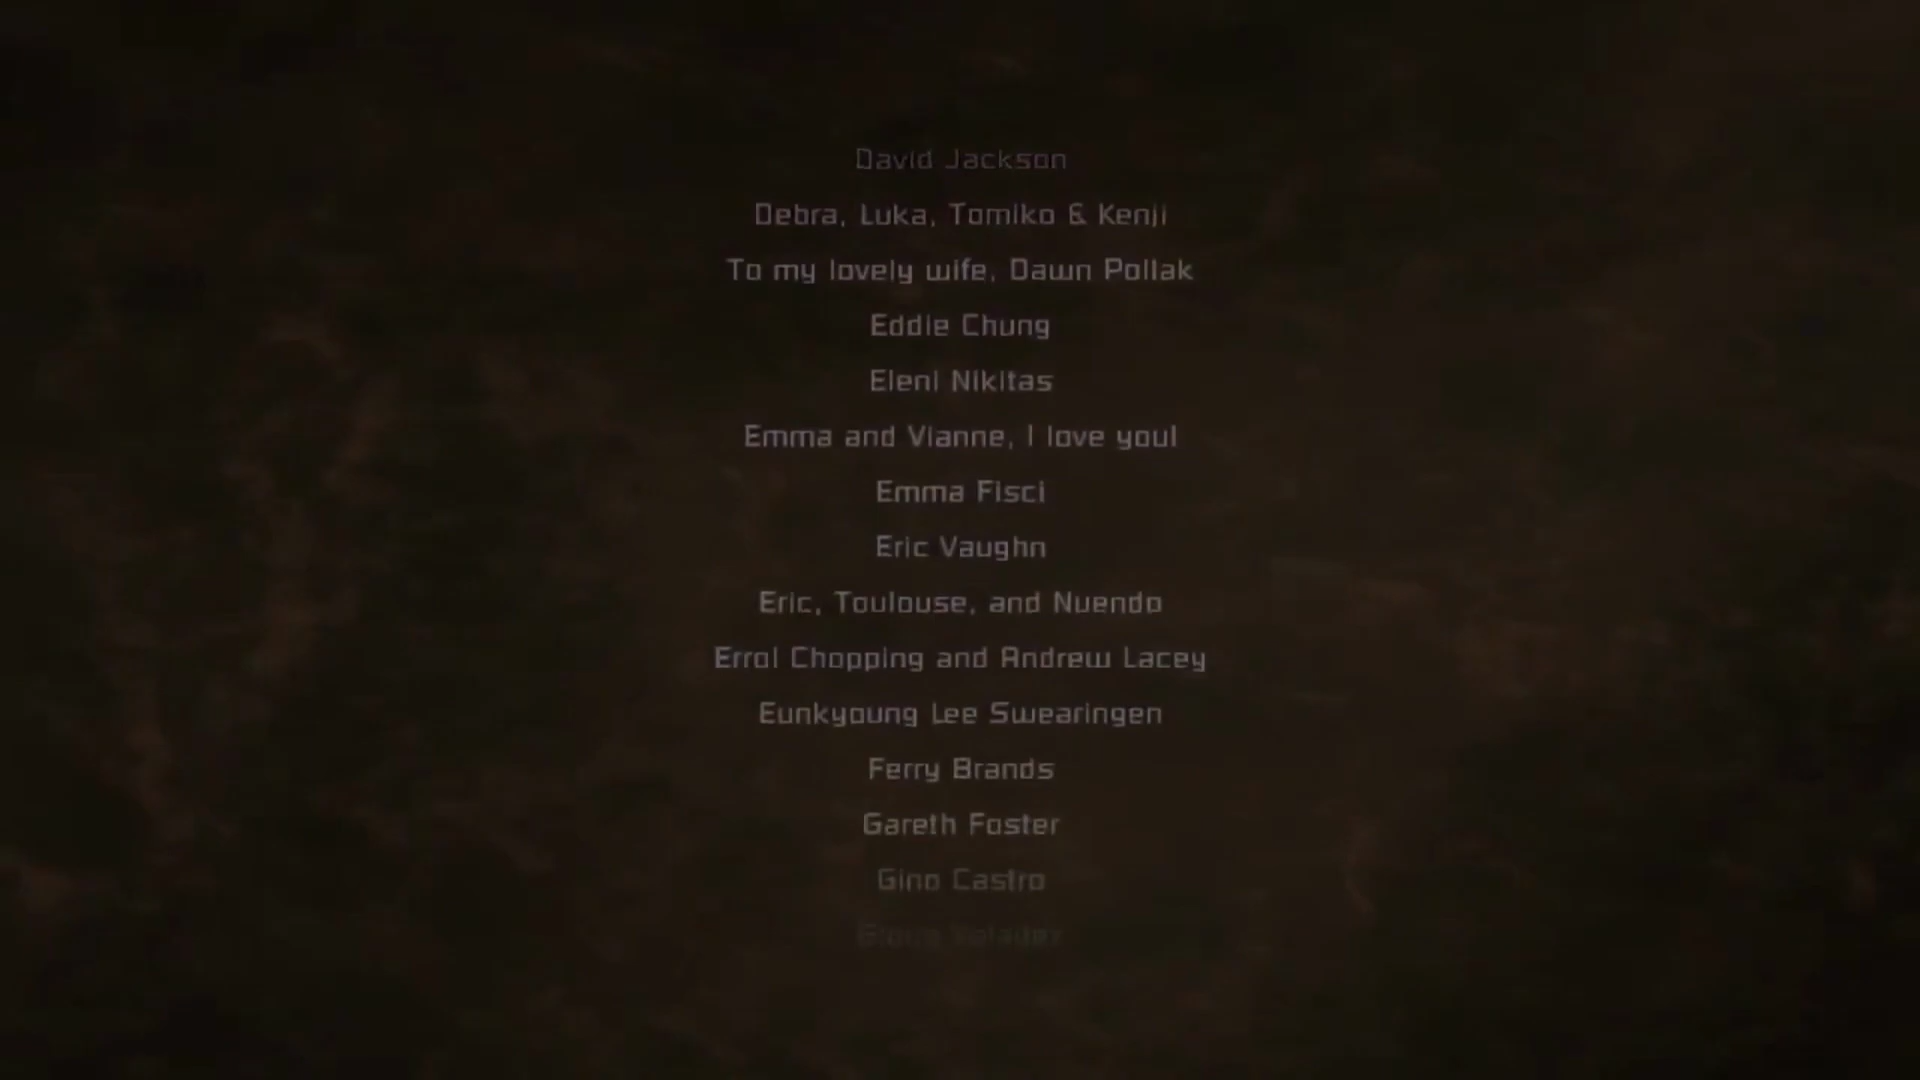 David Jackson
Debra, Luka, Tomiko & Kenji
To my lovely wife, Dawn Pollak
Eddie Chung
Eleni Nikitas
Emma and Vianne, I love you!
Emma Fisci
Eric Vaughn
Eric, Toulouse, and Nuendo
Errol Chopping and Andrew Lacey
Eunkyoung Lee Swearingen
Ferry Brands
Gareth Foster
Gino Castro